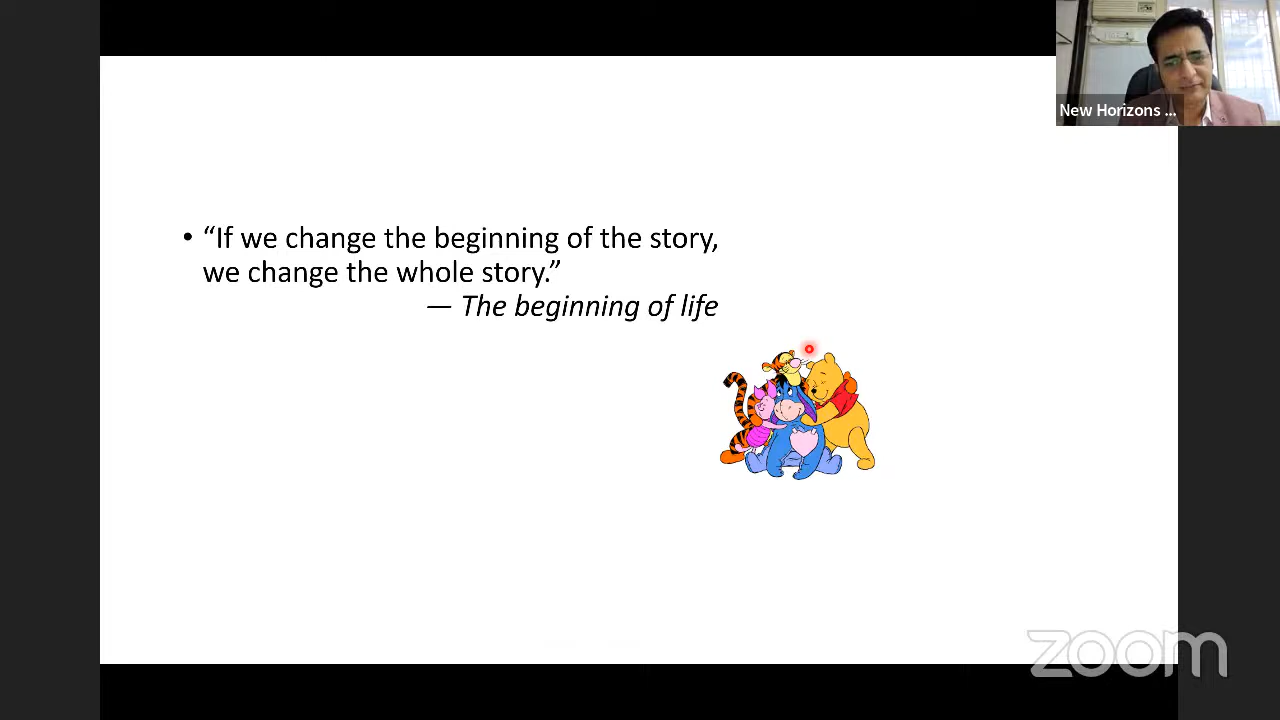 New Horizons ...
• “If we change the beginning of the story,
we change the whole story.”
— The beginning of life
zoom